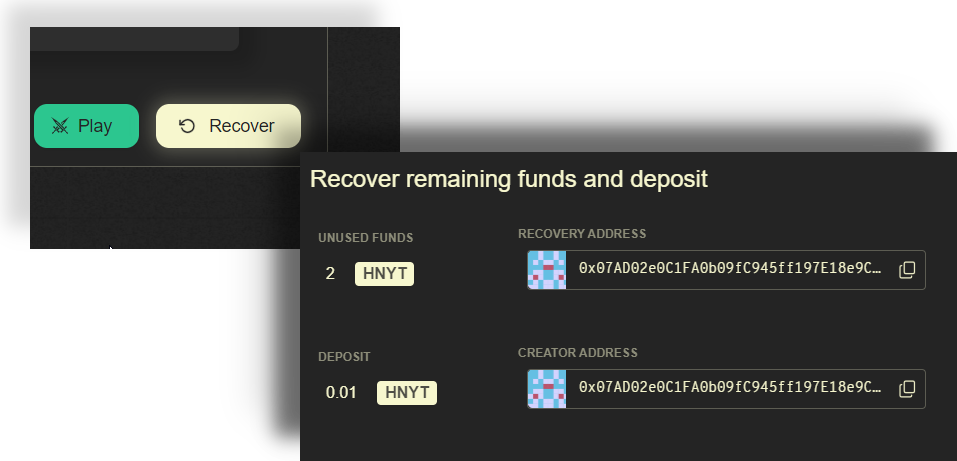 Play
Recover
Recover remaining funds and deposit
UNUSED FUNDS
RECOVERY ADDRESS
2 HNYT
0x07AD02e0C1FA0b09fC945ff197E18e9C…
DEPOSIT
CREATOR ADDRESS
0.01 HNYT
0x07AD02e0C1FA0b09fC945ff197E18e9C…